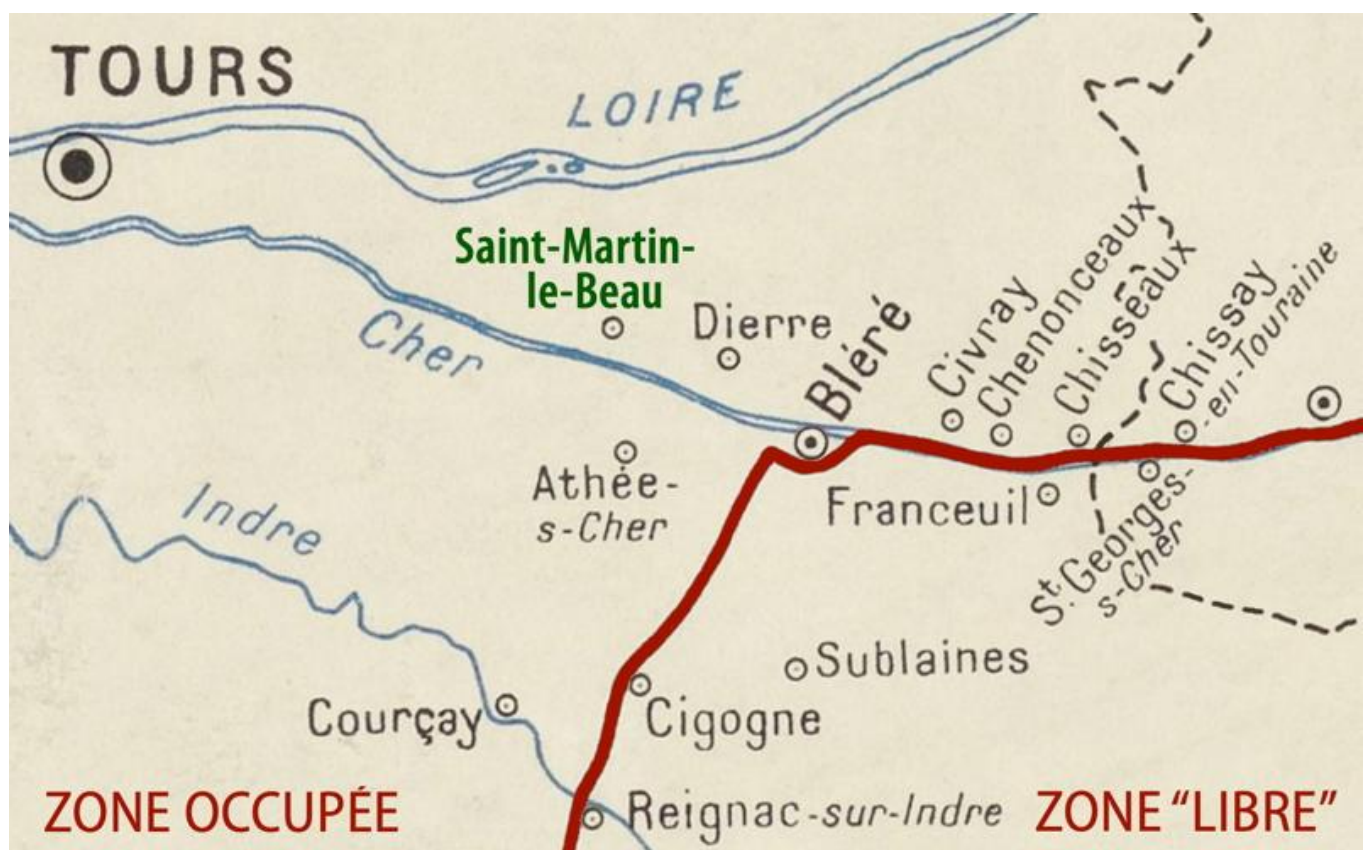 TOURS
LOIRE
Saint-Martin-
le-Beau
Cher
Dierre
Bléré
Civray
Chenonceaux
Chisseaux
Chissay
-en-Touraine
Athée-
s-Cher
Franceuil
St. Georges-
s-Cher
Indre
Sublaines
Courçay
Cigogne
Reignac-sur-Indre
ZONE OCCUPÉE
ZONE "LIBRE"